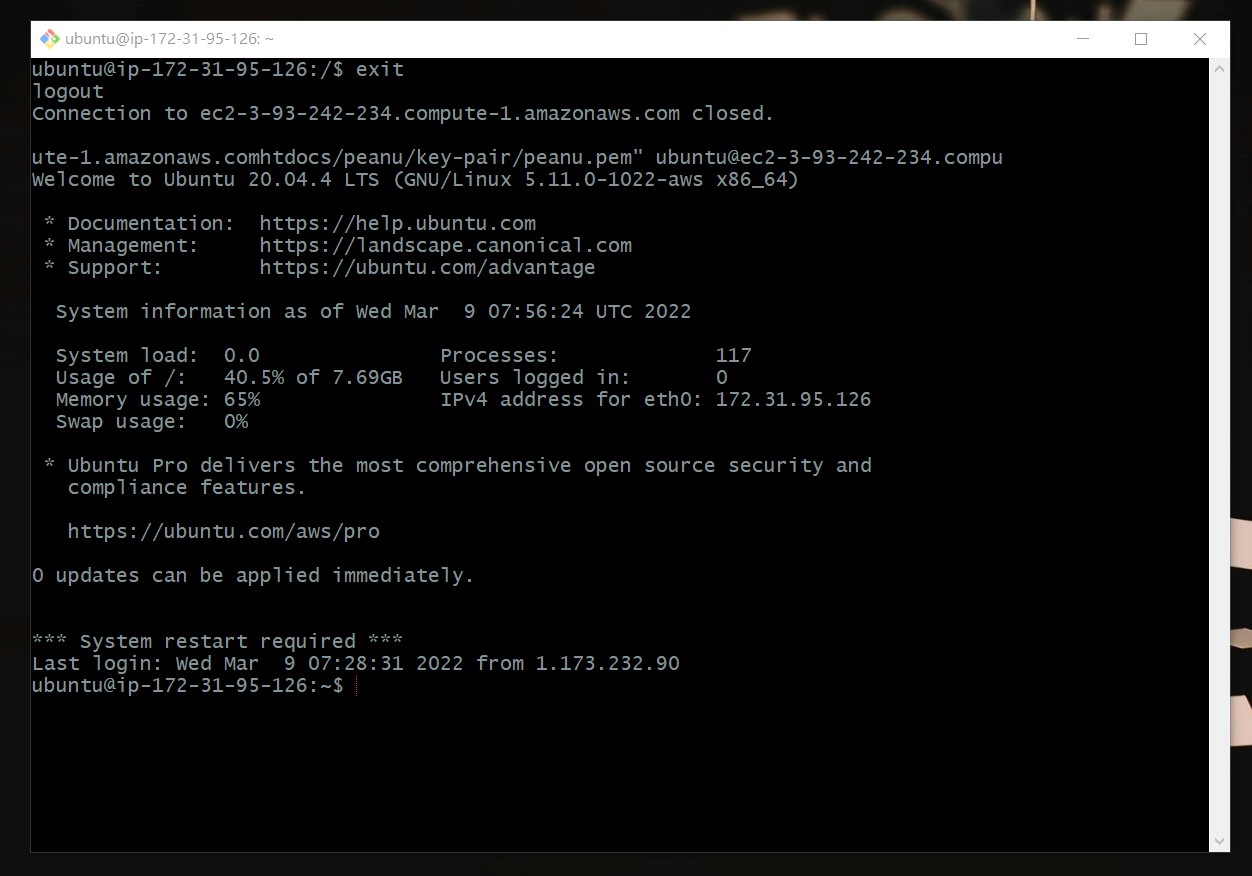 ubuntu@ip-172-31-95-126: ~
ubuntu@ip-172-31-95-126:/$ exit
logout
Connection to ec2-3-93-242-234.compute-1.amazonaws.com closed.
ute-1.amazonaws.comhtdocs/peanu/key-pair/peanu.pem" ubuntu@ec2-3-93-242-234.compu
Welcome to Ubuntu 20.04.4 LTS (GNU/Linux 5.11.0-1022-aws x86_64)
* Documentation:  https://help.ubuntu.com
* Management:     https://landscape.canonical.com
* Support:        https://ubuntu.com/advantage
System information as of Wed Mar  9 07:56:24 UTC 2022
System load:  0.0               Processes:             117
Usage of /:   40.5% of 7.69GB   Users logged in:       0
Memory usage: 65%               IPv4 address for eth0: 172.31.95.126
Swap usage:   0%
* Ubuntu Pro delivers the most comprehensive open source security and
compliance features.
https://ubuntu.com/aws/pro
0 updates can be applied immediately.
*** System restart required ***
Last login: Wed Mar  9 07:28:31 2022 from 1.173.232.90
ubuntu@ip-172-31-95-126:~$